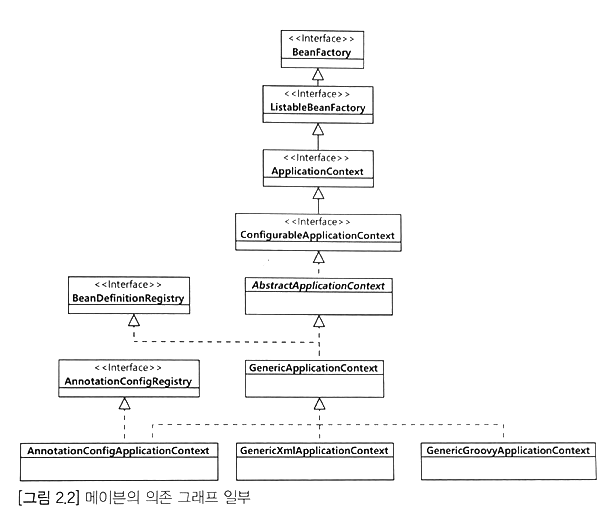 <<Interface>>
BeanFactory
<<Interface>>
ListableBeanFactory
<<Interface>>
ApplicationContext
<<Interface>>
ConfigurableApplicationContext
<<Interface>>
BeanDefinitionRegistry
AbstractApplicationContext
<<Interface>>
AnnotationConfigRegistry
GenericApplicationContext
AnnotationConfigApplicationContext
GenericXmlApplicationContext
GenericGroovyApplicationContext
[그림 2.2] 메이븐의 의존 그래프 일부